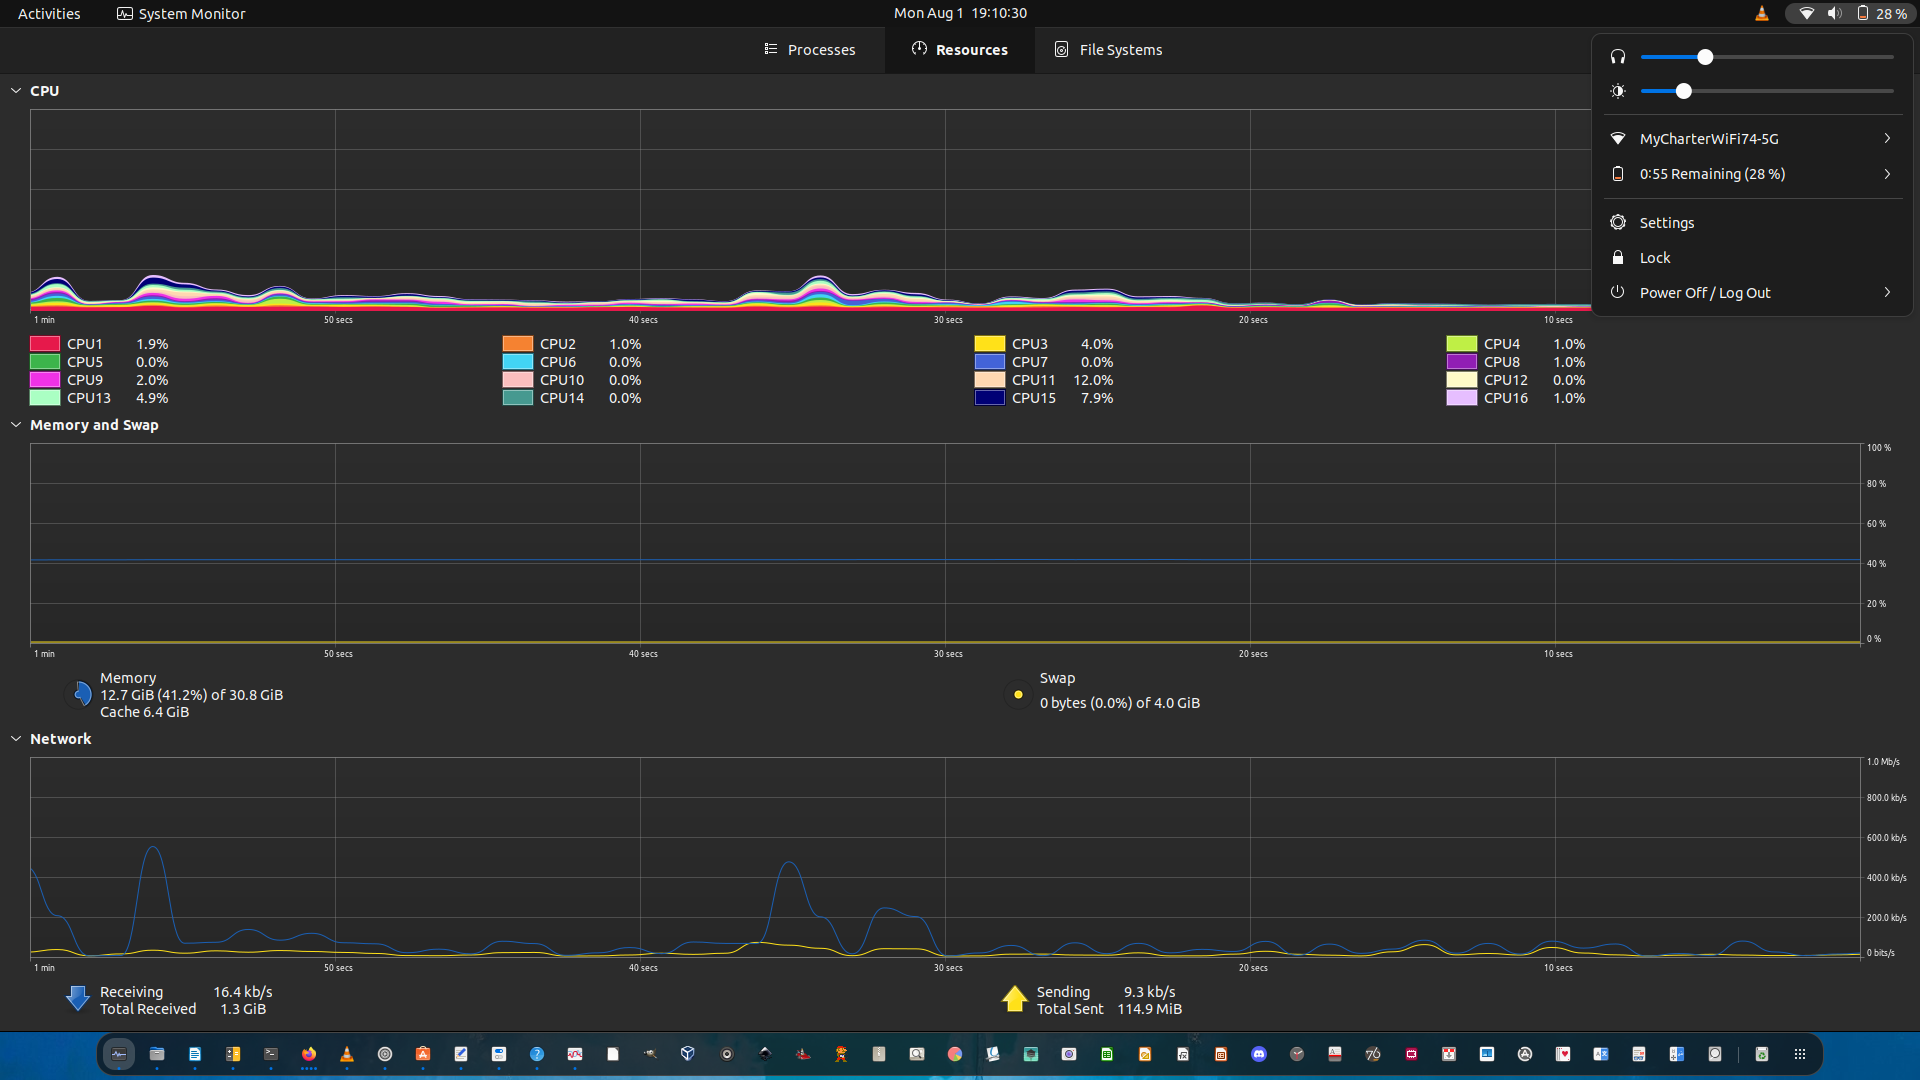 Activities
System Monitor
Mon Aug 1 19:10:30
28 %
Processes
Resources
File Systems
MyCharterWiFi74-5G
0:55 Remaining (28 %)
Settings
Lock
Power Off / Log Out
CPU
1 min
50 secs
40 secs
30 secs
20 secs
10 secs
CPU1 1.9%
CPU2 1.0%
CPU3 4.0%
CPU4 1.0%
CPU5 0.0%
CPU6 0.0%
CPU7 0.0%
CPU8 1.0%
CPU9 2.0%
CPU10 0.0%
CPU11 12.0%
CPU12 0.0%
CPU13 4.9%
CPU14 0.0%
CPU15 7.9%
CPU16 1.0%
Memory and Swap
100 %
80 %
60 %
40 %
20 %
0 %
1 min
50 secs
40 secs
30 secs
20 secs
10 secs
Memory
12.7 GiB (41.2%) of 30.8 GiB
Cache 6.4 GiB
Swap
0 bytes (0.0%) of 4.0 GiB
Network
1.0 Mb/s
800.0 kb/s
600.0 kb/s
400.0 kb/s
200.0 kb/s
0 bits/s
1 min
50 secs
40 secs
30 secs
20 secs
10 secs
Receiving 16.4 kb/s
Total Received 1.3 GiB
Sending 9.3 kb/s
Total Sent 114.9 MiB